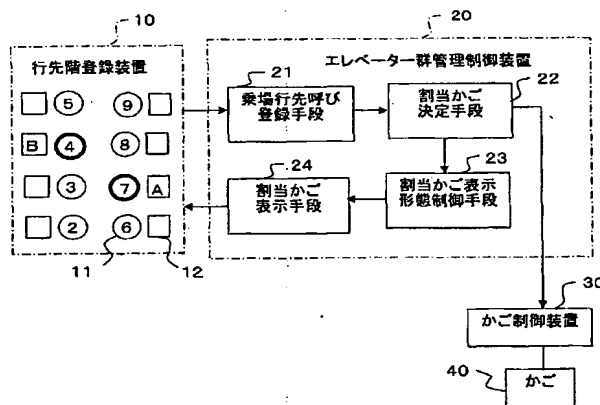 10
行先階登録装置
5 9
B 4 8
3 7 A
2 6
11 12
20
エレベーター群管理制御装置
21
乗場行先呼び
登録手段
22
割当かご
決定手段
24
割当かご
表示手段
23
割当かご表示
形態制御手段
30
かご制御装置
40
かご